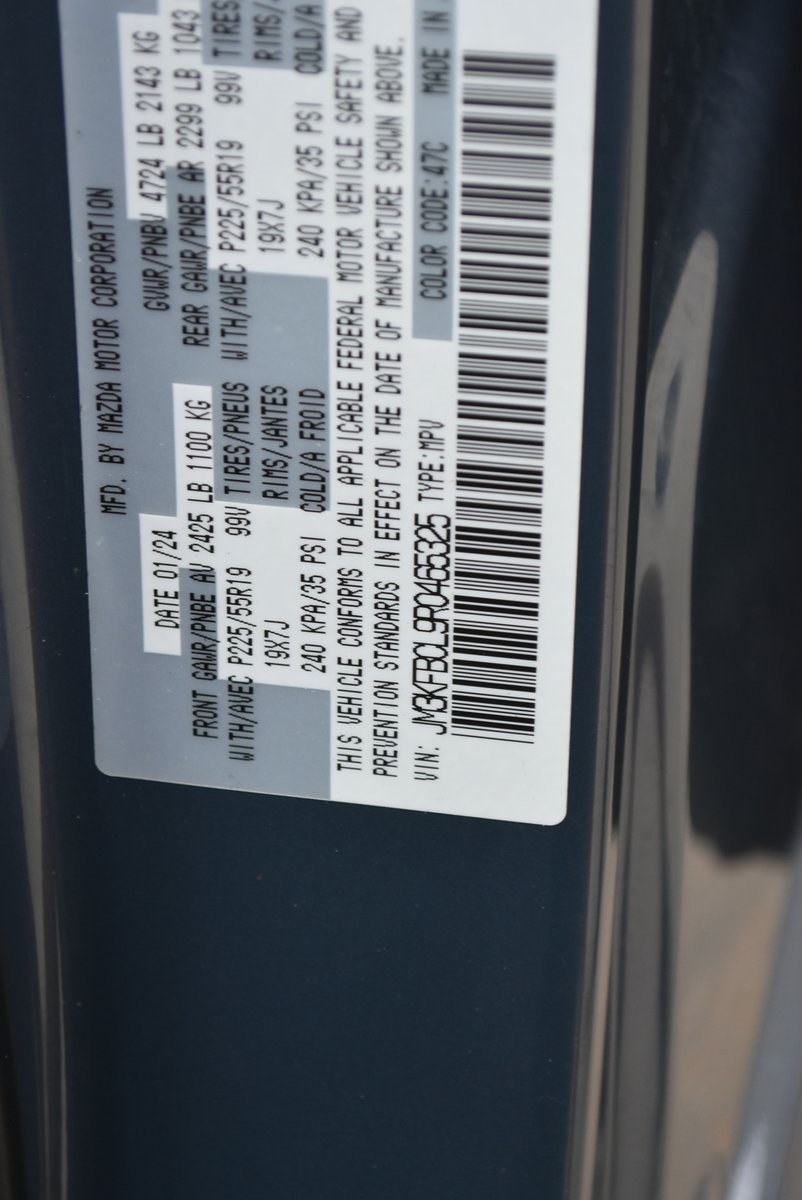 MFD. BY MAZDA MOTOR CORPORATION
DATE 01/24 GVWR/PNBV 4724 LB 2143 KG
FRONT GAWR/PNBE AV 2425 LB 1100 KG REAR GAWR/PNBE AR 2299 LB 1043
WITH/AVEC P225/55R19 99V TIRES/PNEUS WITH/AVEC P225/55R19 99V TIRES
19X7J RIMS/JANTES 19X7J RIMS/
240 KPA/35 PSI COLD/A FROID 240 KPA/35 PSI COLD/A
THIS VEHICLE CONFORMS TO ALL APPLICABLE FEDERAL MOTOR VEHICLE SAFETY AND
PREVENTION STANDARDS IN EFFECT ON THE DATE OF MANUFACTURE SHOWN ABOVE.
VIN: JM3KFBCL9R0465325 TYPE:MPV COLOR CODE:47C MADE IN